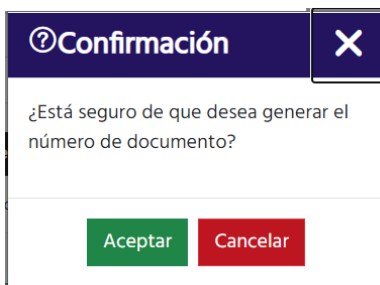 Confirmación
¿Está seguro de que desea generar el
número de documento?
Aceptar Cancelar